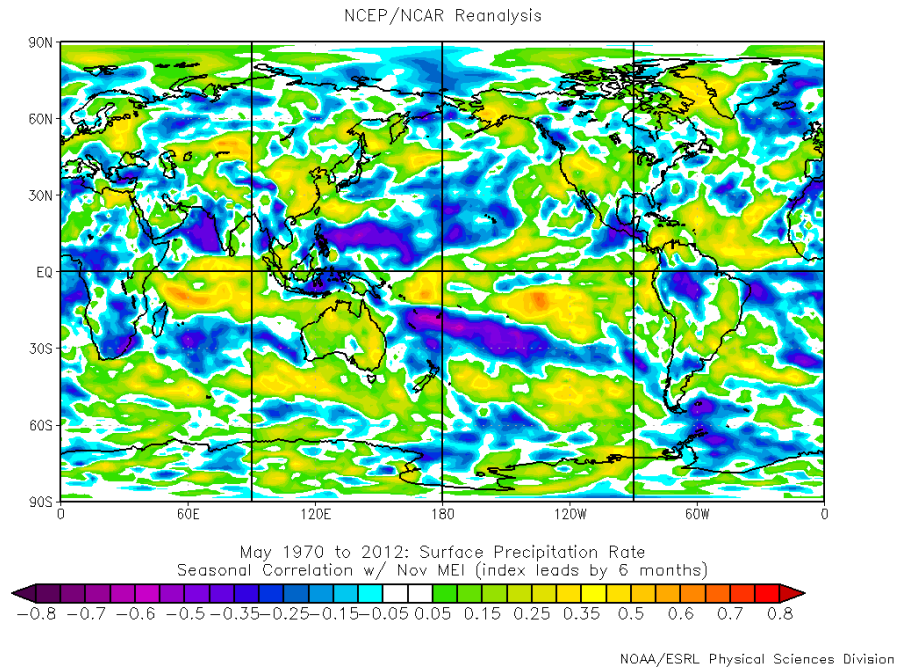 NCEP/NCAR Reanalysis
90N
60N
30N
EQ
30S
60S
90S
0 60E 120E 180 120W 60W 0
May 1970 to 2012: Surface Precipitation Rate
Seasonal Correlation w/ Nov MEI (index leads by 6 months)
-0.8 -0.7 -0.6 -0.5 -0.35 -0.25 -0.15 -0.05 0.05 0.15 0.25 0.35 0.5 0.6 0.7 0.8
NOAA/ESRL Physical Sciences Division